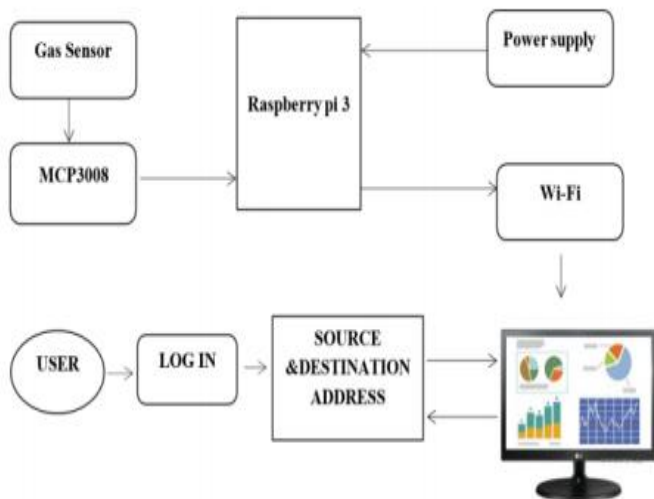 Gas Sensor
Power supply
Raspberry pi 3
MCP3008
Wi-Fi
USER
LOG IN
SOURCE
&DESTINATION
ADDRESS